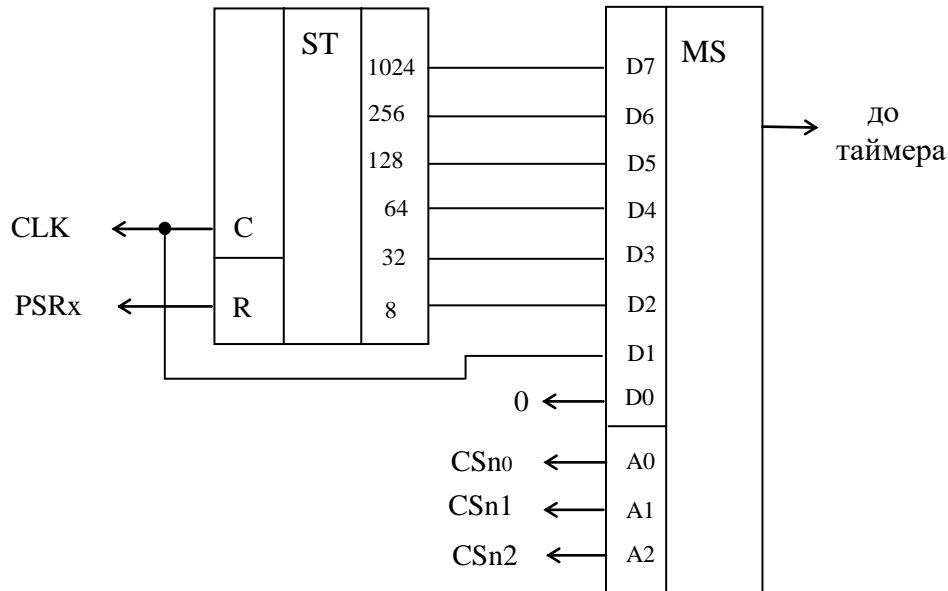 ST
MS
1024
D7
256
D6
до
таймера
128
D5
64
D4
CLK
C
32
D3
PSRx
R
8
D2
D1
0
D0
CSn0
A0
CSn1
A1
CSn2
A2